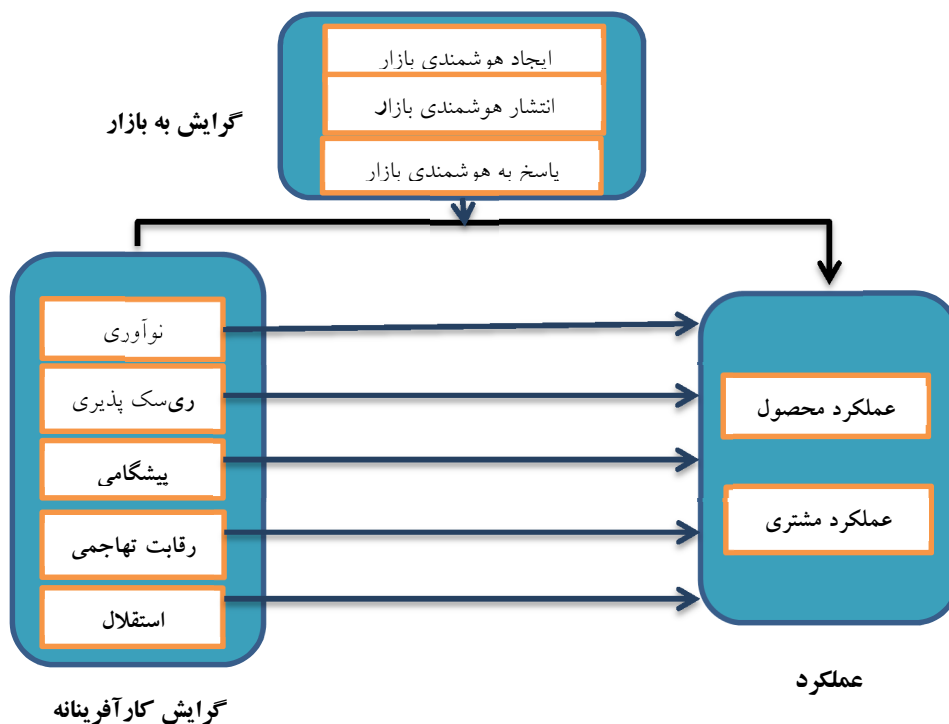 ایجاد هوشمندی بازار
انتشار هوشمندی بازار
پاسخ به هوشمندی بازار
گرایش به بازار
نوآوری
ریسک پذیری
پیشگامی
رقابت تهاجمی
استقلال
گرایش کارآفرینانه
عملکرد محصول
عملکرد مشتری
عملکرد